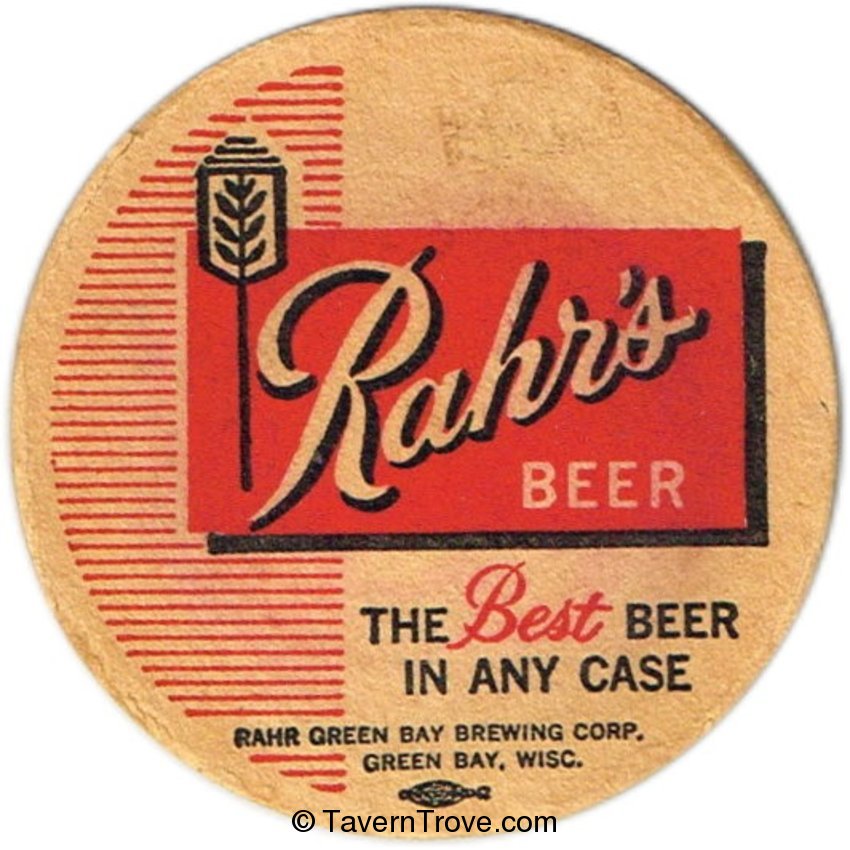 Rahr's
BEER
THE Best BEER
IN ANY CASE
RAHR GREEN BAY BREWING CORP.
GREEN BAY, WISC.
© TavernTrove.com